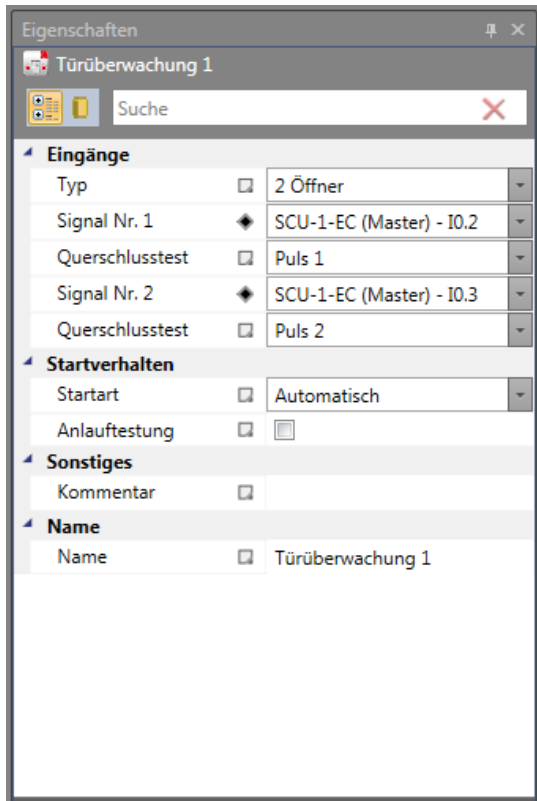 Eigenschaften
Türüberwachung 1
Suche
Eingänge
Typ 2 Öffner
Signal Nr. 1 SCU-1-EC (Master) - I0.2
Querschlusstest Puls 1
Signal Nr. 2 SCU-1-EC (Master) - I0.3
Querschlusstest Puls 2
Startverhalten
Startart Automatisch
Anlauftestung
Sonstiges
Kommentar
Name
Name Türüberwachung 1